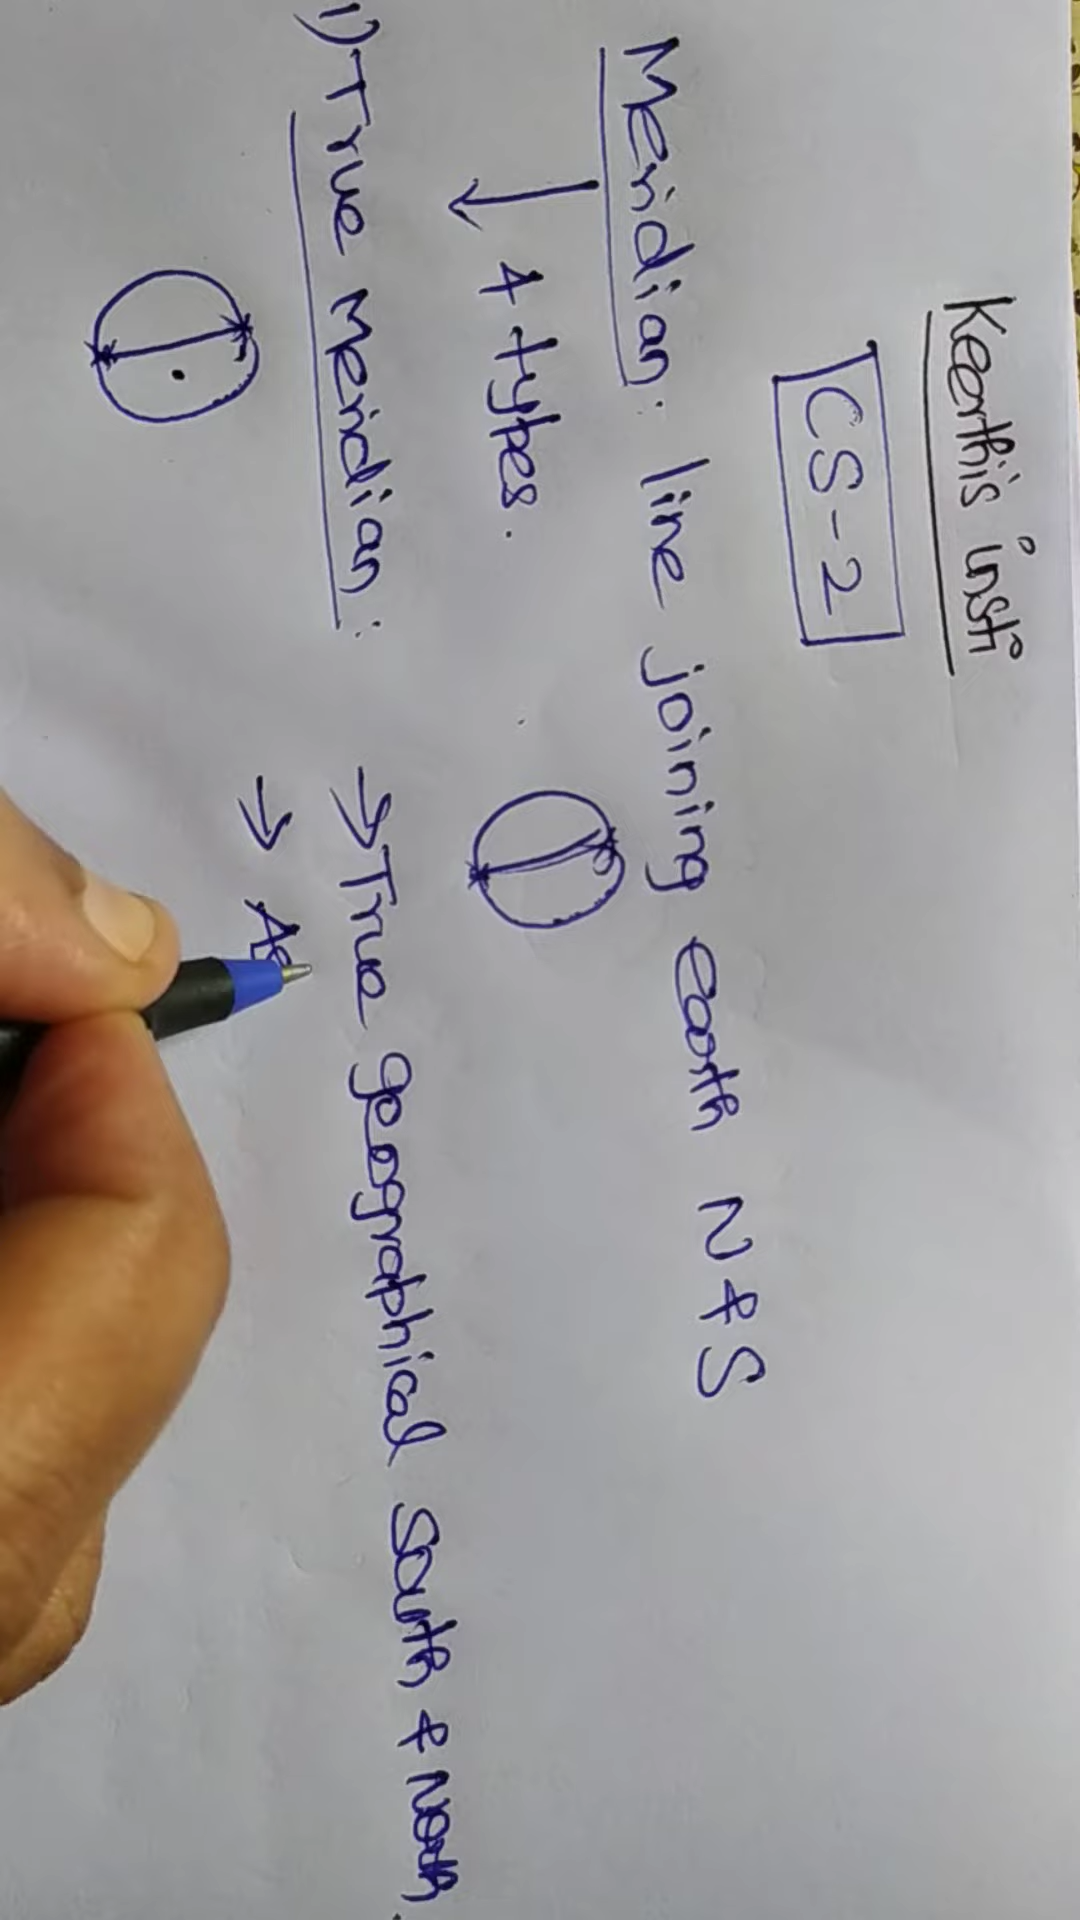 Keerthi's insti
CS-2
Meridian: line joining earth N & S
4 types.
1) True Meridian:
→ True geographical South & North.
→